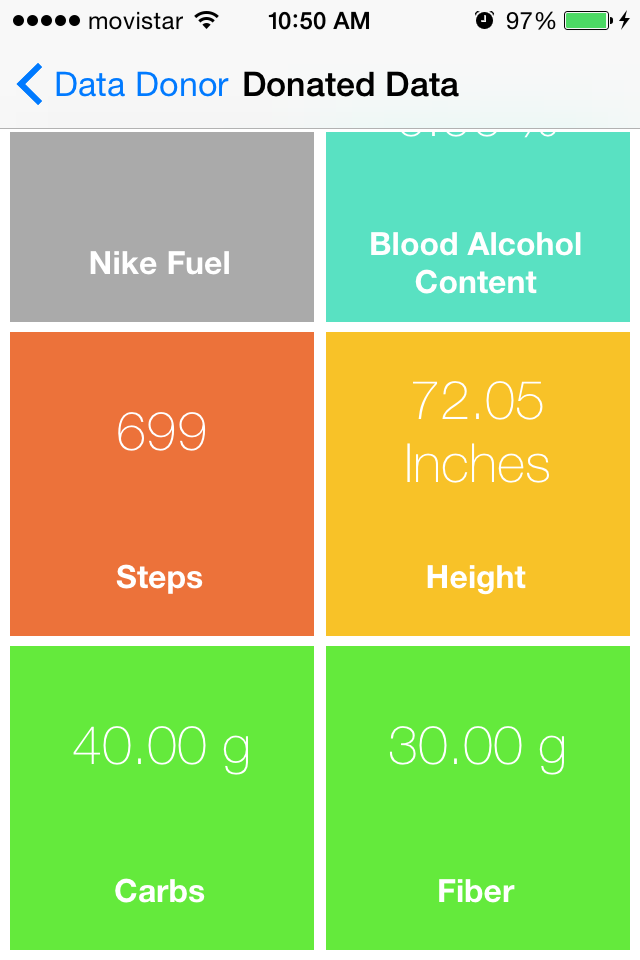 movistar 10:50 AM 97%
Data Donor Donated Data
Nike Fuel
Blood Alcohol
Content
699
Steps
72.05
Inches
Height
40.00 g
Carbs
30.00 g
Fiber